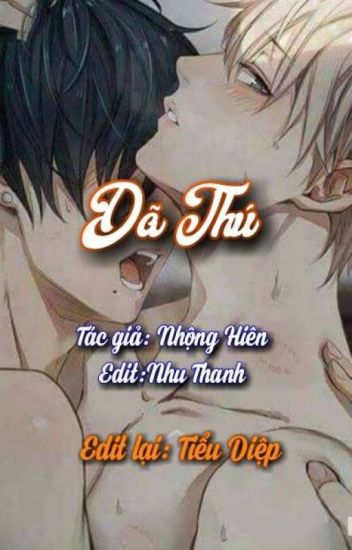 Dã Thú
Tác giả: Nhộng Hiên
Edit:Nhu Thanh
Edit lại: Tiểu Diệp